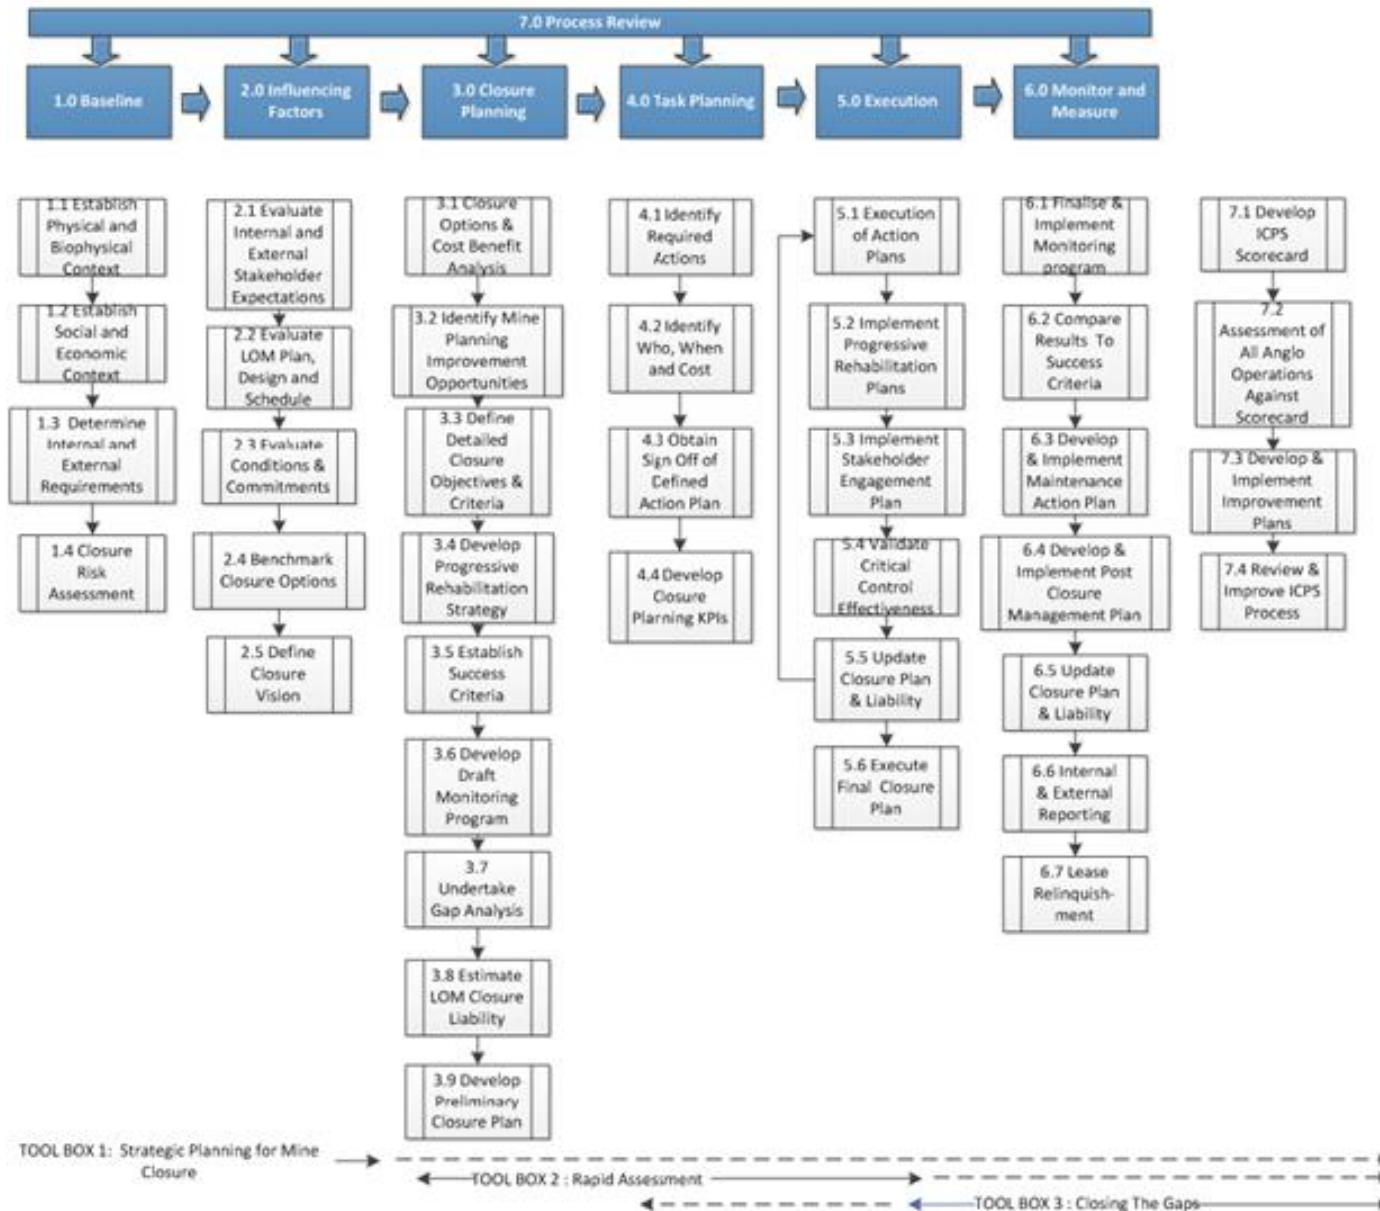 7.0 Process Review
1.0 Baseline
2.0 Influencing
Factors
3.0 Closure
Planning
4.0 Task Planning
5.0 Execution
6.0 Monitor and
Measure
1.1 Establish
Physical and
Biophysical
Context
1.2 Establish
Social and
Economic
Context
1.3 Determine
Internal and
External
Requirements
1.4 Closure
Risk
Assessment
2.1 Evaluate
Internal and
External
Stakeholder
Expectations
2.2 Evaluate
LOM Plan,
Design and
Schedule
2.3 Evaluate
Conditions &
Commitments
2.4 Benchmark
Closure Options
2.5 Define
Closure
Vision
3.1 Closure
Options &
Cost Benefit
Analysis
3.2 Identify Mine
Planning
Improvement
Opportunities
3.3 Define
Detailed
Closure
Objectives &
Criteria
3.4 Develop
Progressive
Rehabilitation
Strategy
3.5 Establish
Success
Criteria
3.6 Develop
Draft
Monitoring
Program
3.7
Undertake
Gap Analysis
3.8 Estimate
LOM Closure
Liability
3.9 Develop
Preliminary
Closure Plan
4.1 Identify
Required
Actions
4.2 Identify
Who, When
and Cost
4.3 Obtain
Sign Off of
Defined
Action Plan
4.4 Develop
Closure
Planning KPIs
5.1 Execution
of Action
Plans
5.2 Implement
Progressive
Rehabilitation
Plans
5.3 Implement
Stakeholder
Engagement
Plan
5.4 Validate
Critical
Control
Effectiveness
5.5 Update
Closure Plan
& Liability
5.6 Execute
Final Closure
Plan
6.1 Finalise &
Implement
Monitoring
program
6.2 Compare
Results To
Success
Criteria
6.3 Develop
& Implement
Maintenance
Action Plan
6.4 Develop &
Implement Post
Closure
Management Plan
6.5 Update
Closure Plan
& Liability
6.6 Internal
& External
Reporting
6.7 Lease
Relinquish-
ment
7.1 Develop
ICPS
Scorecard
7.2
Assessment of
All Anglo
Operations
Against
Scorecard
7.3 Develop &
Implement
Improvement
Plans
7.4 Review &
Improve ICPS
Process
TOOL BOX 1: Strategic Planning for Mine
Closure
TOOL BOX 2 : Rapid Assessment
TOOL BOX 3 : Closing The Gaps